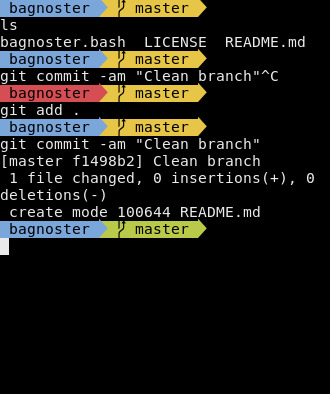 bagnoster master
ls
bagnoster.bash  LICENSE  README.md
bagnoster master
git commit -am "Clean branch"^C
bagnoster master
git add .
bagnoster master
git commit -am "Clean branch"
[master f1498b2] Clean branch
 1 file changed, 0 insertions(+), 0
deletions(-)
 create mode 100644 README.md
bagnoster master